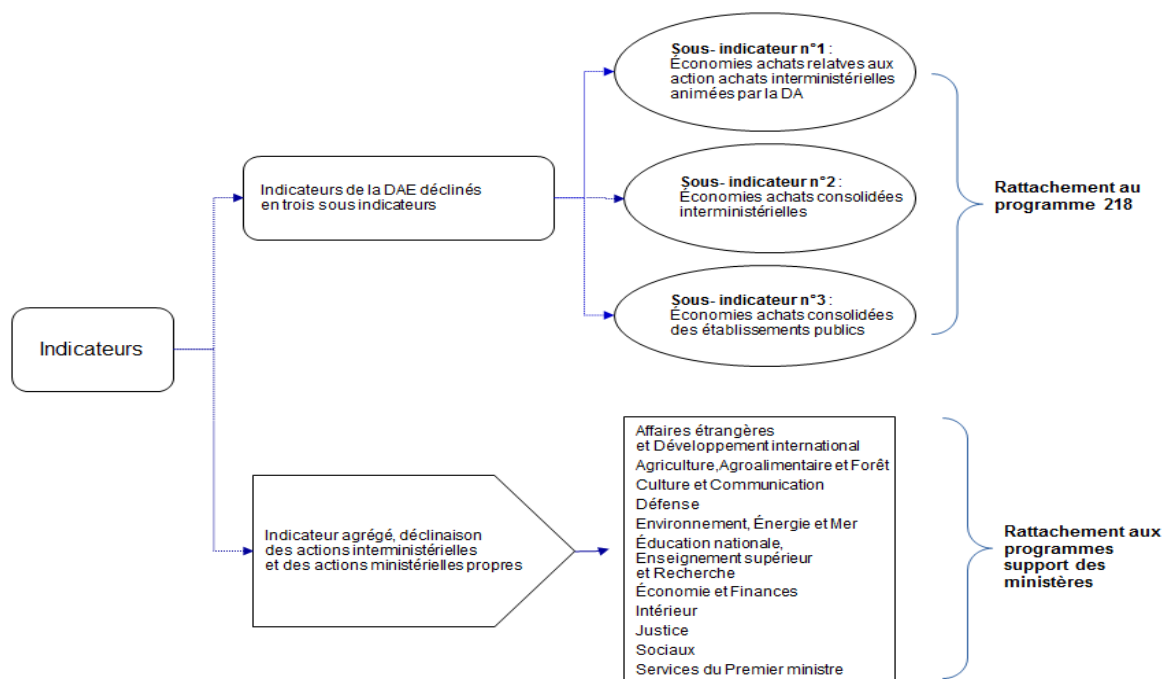 Sous- indicateur n°1 :
Économies achats relatves aux
action achats interministérielles
animées par la DA
Indicateurs de la DAE déclinés
en trois sous indicateurs
Sous- indicateur n°2 :
Économies achats consolidées
interministérielles
Rattachement au
programme 218
Sous- indicateur n°3 :
Économies achats consolidées
des établissements publics
Indicateurs
Indicateur agrégé, déclinaison
des actions interministérielles
et des actions ministérielles propres
Affaires étrangères
et Développement international
Agriculture, Agroalimentaire et Forêt
Culture et Communication
Défense
Environnement, Énergie et Mer
Éducation nationale,
Enseignement supérieur
et Recherche
Économie et Finances
Intérieur
Justice
Sociaux
Services du Premier ministre
Rattachement aux
programmes
support des
ministères